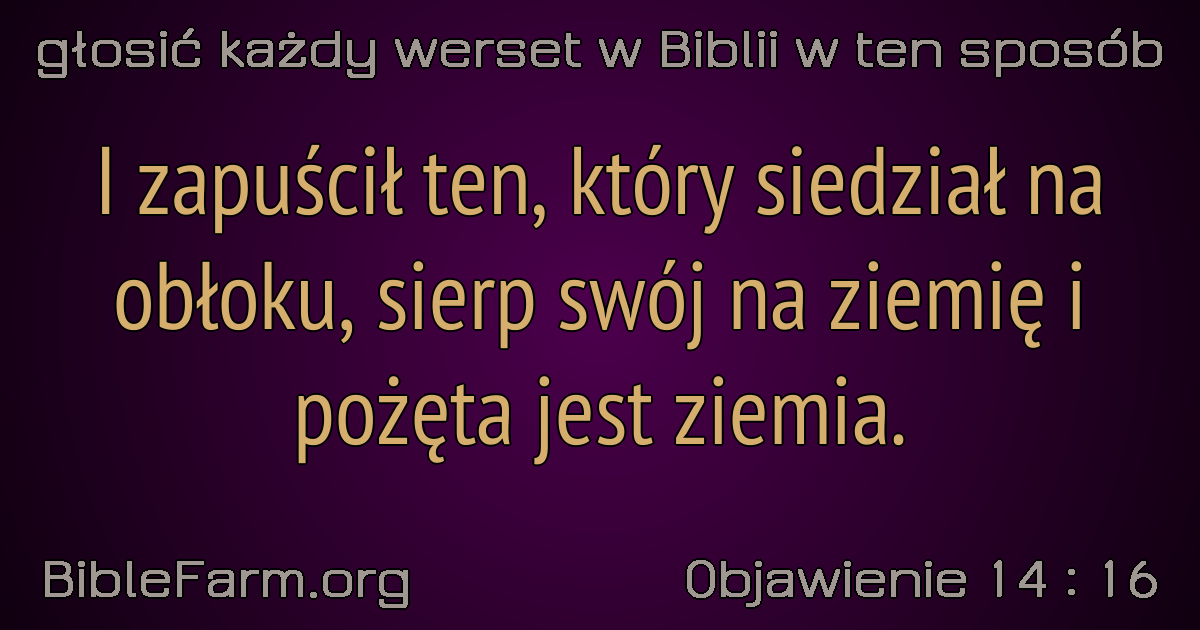 głosić każdy werset w Biblii w ten sposób
I zapuścił ten, który siedział na
obłoku, sierp swój na ziemię i
pożęta jest ziemia.
BibleFarm.org
Objawienie 14 : 16